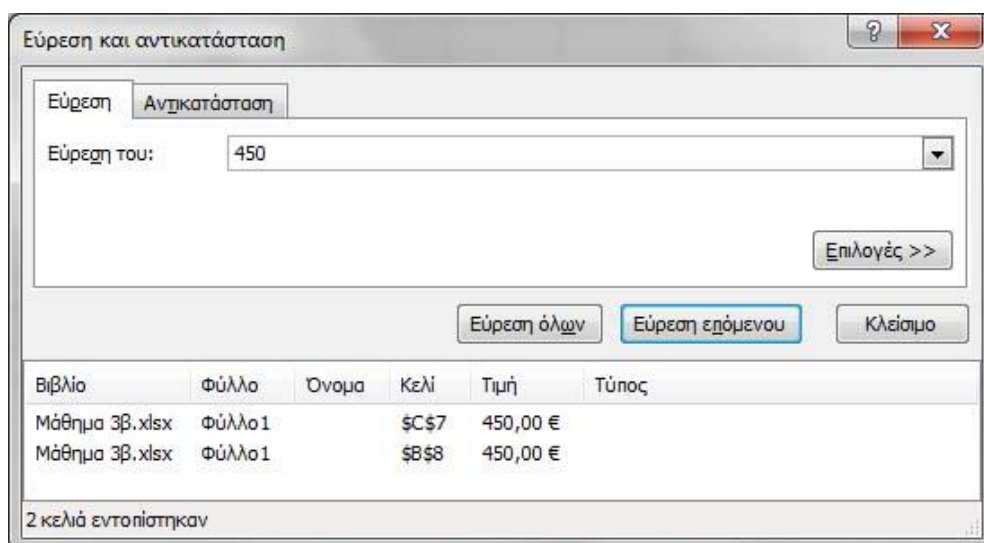 Εύρεση και αντικατάσταση
Εύρεση Αντικατάσταση
Εύρεση του: 450
Επιλογές >>
Εύρεση όλων Εύρεση επόμενου Κλείσιμο
Βιβλίο Φύλλο Όνομα Κελί Τιμή Τύπος
Μάθημα 3β.xlsx Φύλλο1 $C$7 450,00 €
Μάθημα 3β.xlsx Φύλλο1 $B$8 450,00 €
2 κελιά εντοπίστηκαν